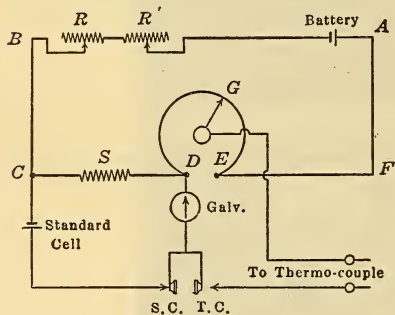 Battery
A
B
R
R'
G
C
S
D
E
F
Galv.
Standard
Cell
To Thermo-couple
S.C.
T.C.